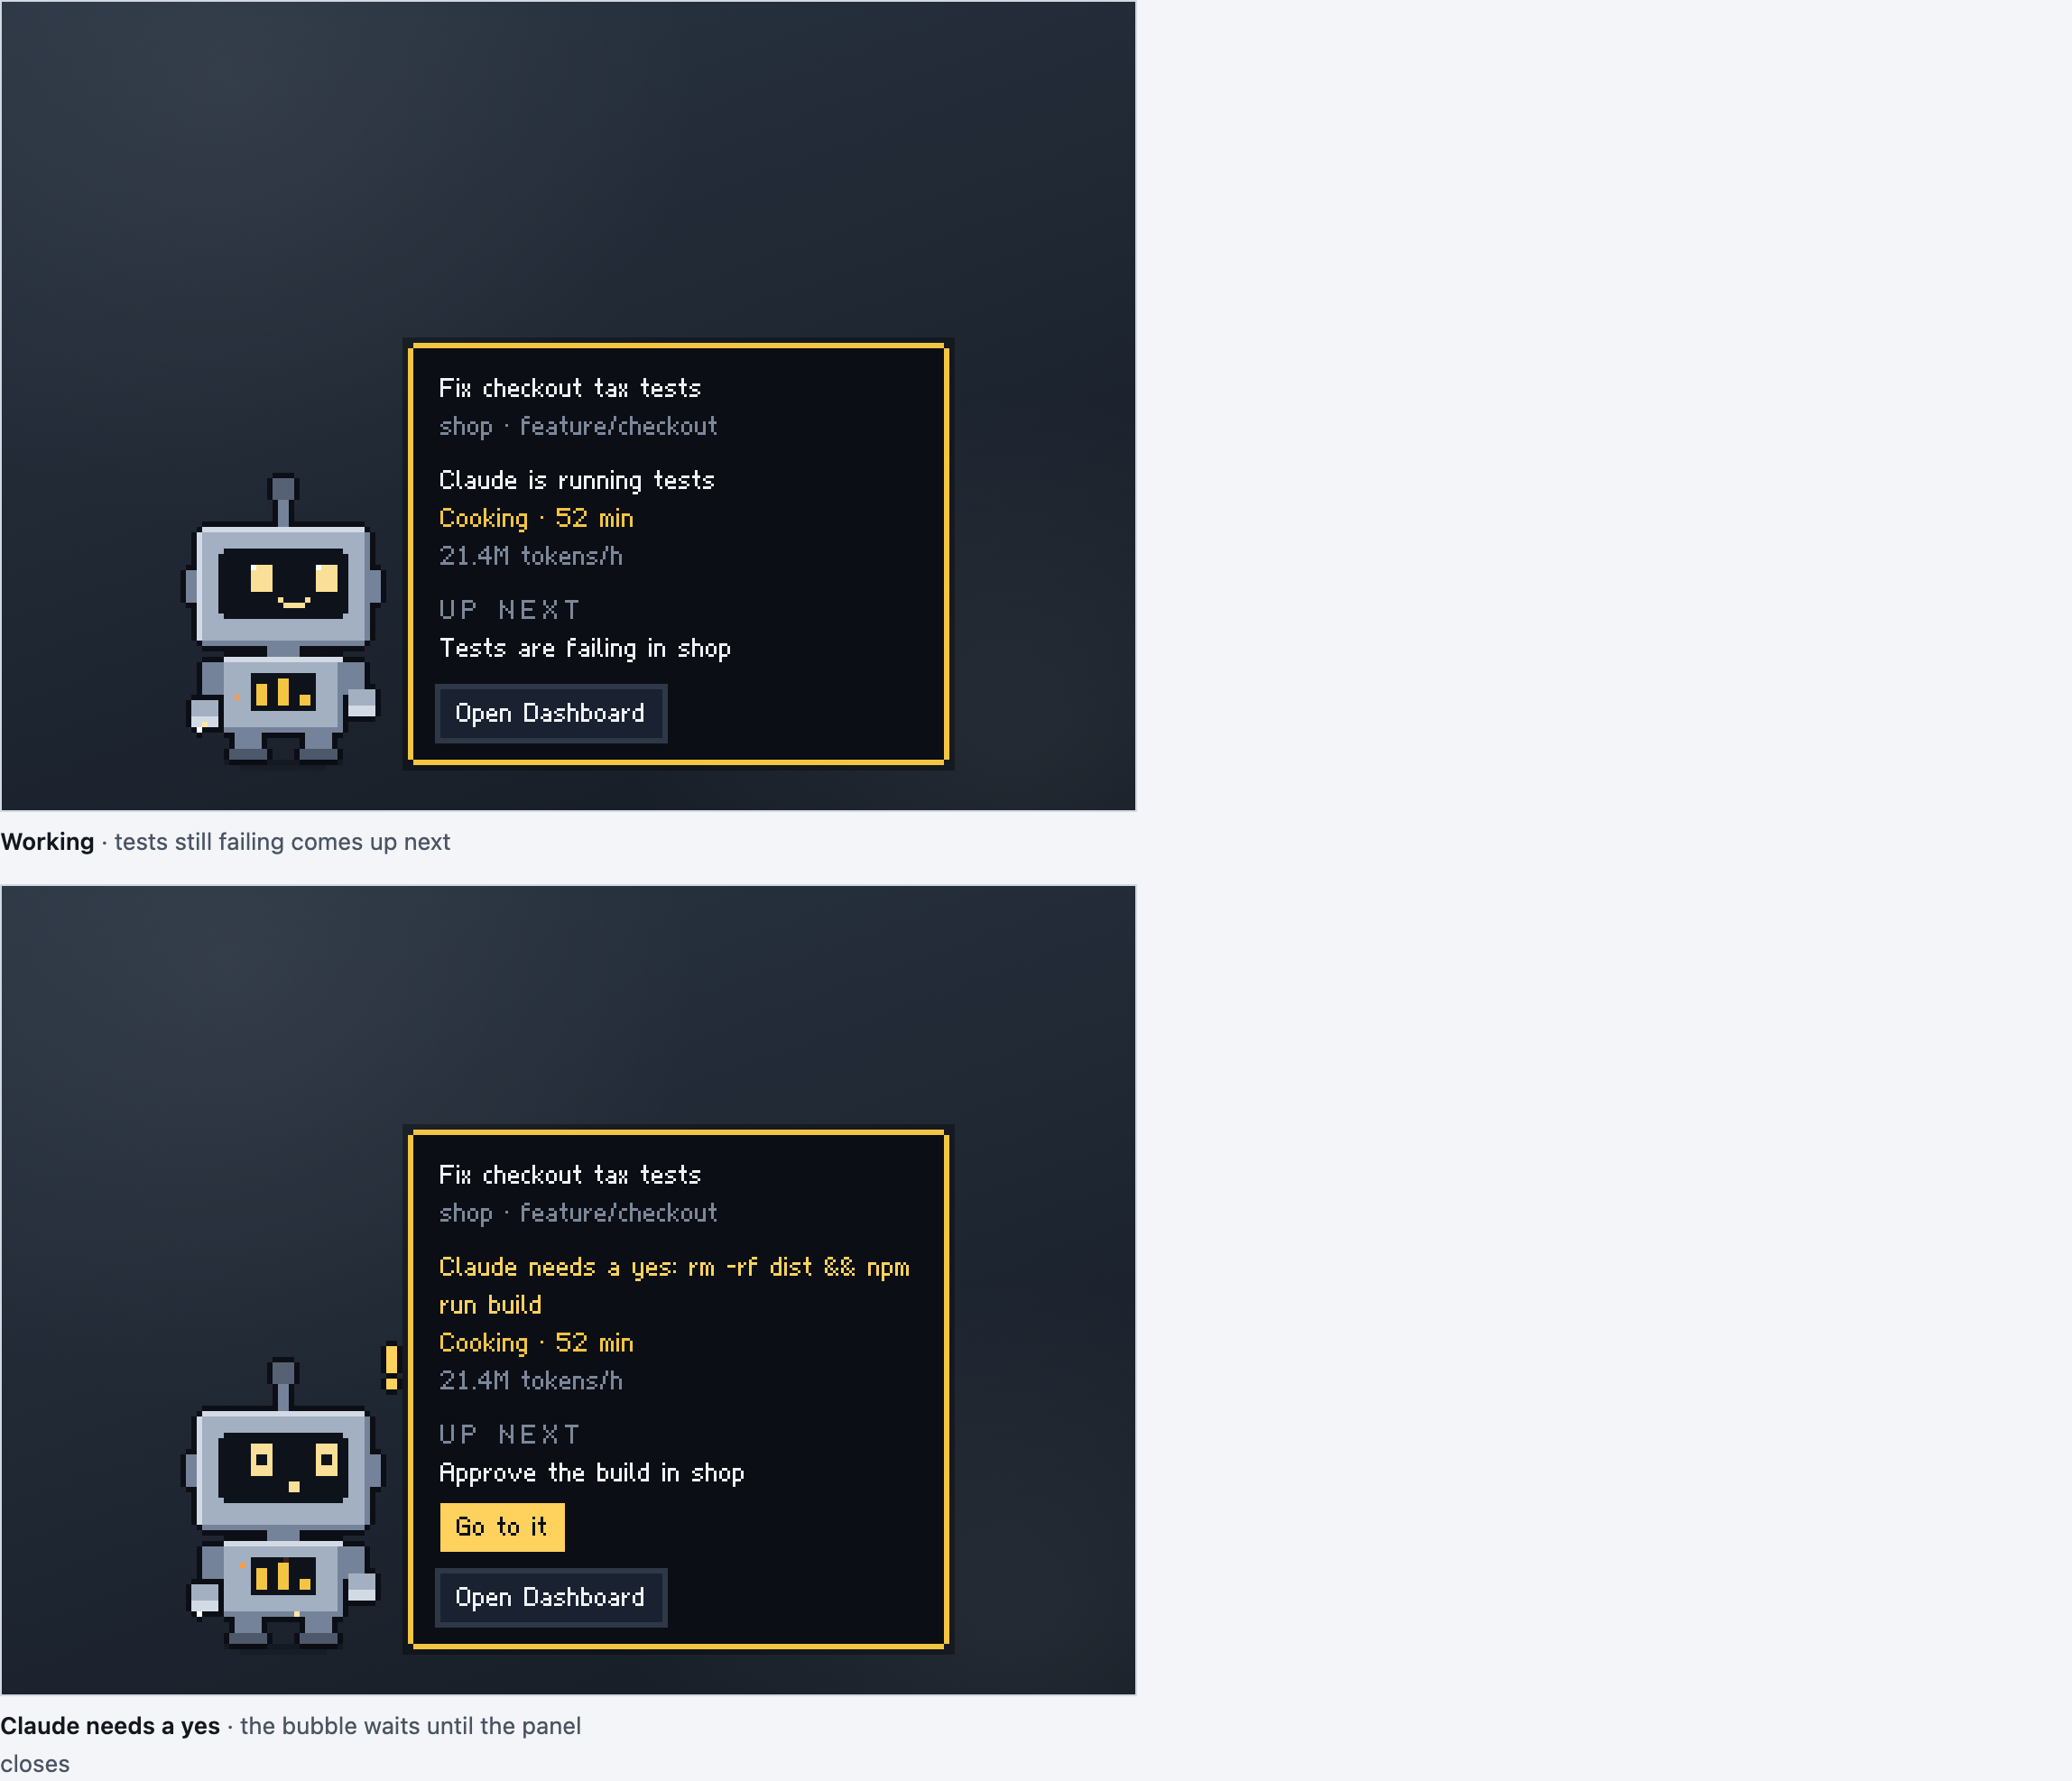 Fix checkout tax tests
shop · feature/checkout
Claude is running tests
Cooking · 52 min
21.4M tokens/h
UP NEXT
Tests are failing in shop
Open Dashboard
Working · tests still failing comes up next
Fix checkout tax tests
shop · feature/checkout
Claude needs a yes: rm -rf dist && npm
run build
Cooking · 52 min
21.4M tokens/h
UP NEXT
Approve the build in shop
Go to it
Open Dashboard
Claude needs a yes · the bubble waits until the panel
closes